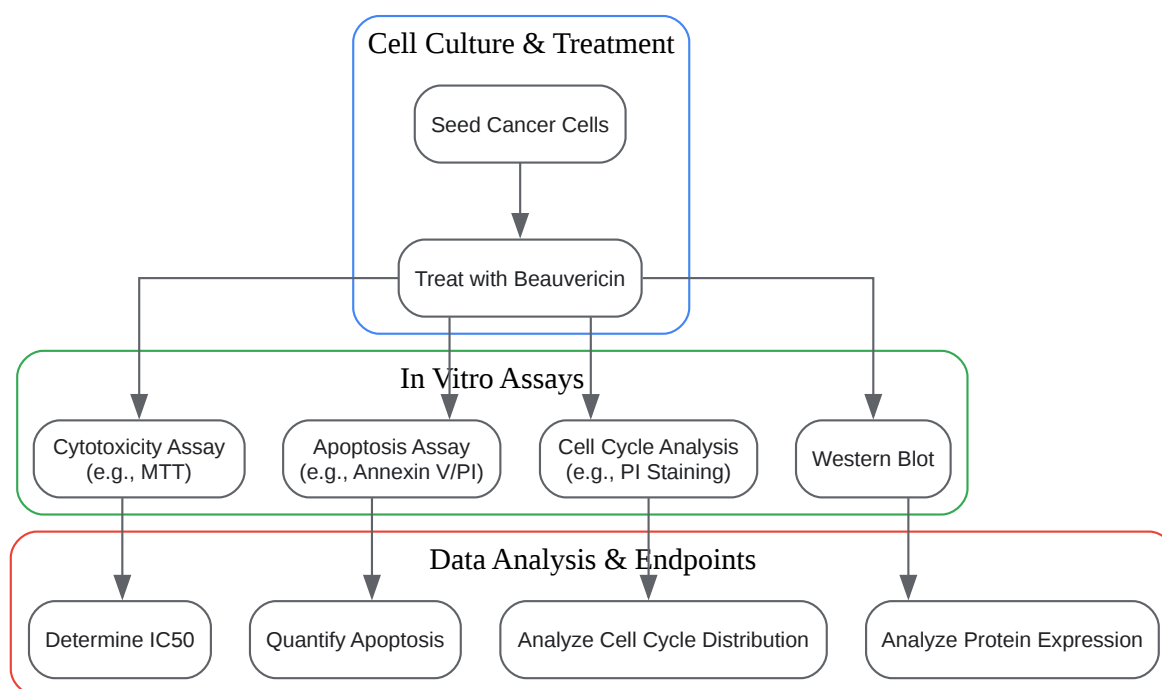 Cell Culture & Treatment
Seed Cancer Cells
Treat with Beauvericin
In Vitro Assays
Cytotoxicity Assay
(e.g., MTT)
Apoptosis Assay
(e.g., Annexin V/PI)
Cell Cycle Analysis
(e.g., PI Staining)
Western Blot
Data Analysis & Endpoints
Determine IC50
Quantify Apoptosis
Analyze Cell Cycle Distribution
Analyze Protein Expression